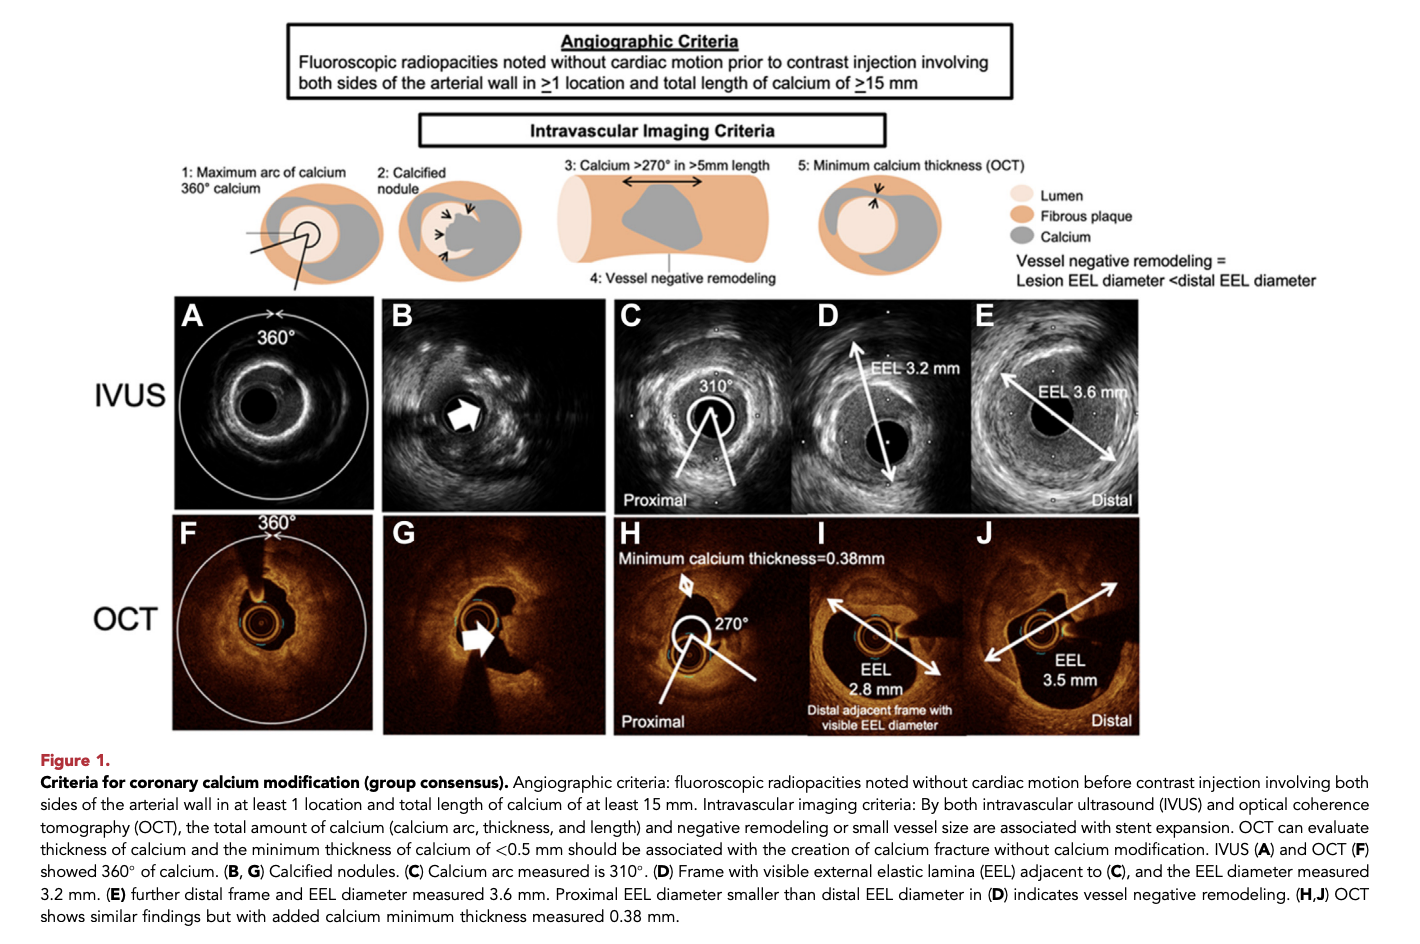 Angiographic Criteria
Fluoroscopic radiopacities noted without cardiac motion prior to contrast injection involving
both sides of the arterial wall in ≥1 location and total length of calcium of ≥15 mm
Intravascular Imaging Criteria
1: Maximum arc of calcium
360° calcium
2: Calcified
nodule
3: Calcium >270° in >5mm length
4: Vessel negative remodeling
5: Minimum calcium thickness (OCT)
Lumen
Fibrous plaque
Calcium
Vessel negative remodeling =
Lesion EEL diameter <distal EEL diameter
IVUS
A
360°
B
C
310°
Proximal
D
EEL 3.2 mm
E
EEL 3.6 mm
Distal
OCT
F
360°
G
H
Minimum calcium thickness=0.38mm
270°
Proximal
I
EEL
2.8 mm
Distal adjacent frame with
visible EEL diameter
J
EEL
3.5 mm
Distal
Figure 1.
Criteria for coronary calcium modification (group consensus). Angiographic criteria: fluoroscopic radiopacities noted without cardiac motion before contrast injection involving both
sides of the arterial wall in at least 1 location and total length of calcium of at least 15 mm. Intravascular imaging criteria: By both intravascular ultrasound (IVUS) and optical coherence
tomography (OCT), the total amount of calcium (calcium arc, thickness, and length) and negative remodeling or small vessel size are associated with stent expansion. OCT can evaluate
thickness of calcium and the minimum thickness of calcium of <0.5 mm should be associated with the creation of calcium fracture without calcium modification. IVUS (A) and OCT (F)
showed 360° of calcium. (B, G) Calcified nodules. (C) Calcium arc measured is 310°. (D) Frame with visible external elastic lamina (EEL) adjacent to (C), and the EEL diameter measured
3.2 mm. (E) further distal frame and EEL diameter measured 3.6 mm. Proximal EEL diameter smaller than distal EEL diameter in (D) indicates vessel negative remodeling. (H,J) OCT
shows similar findings but with added calcium minimum thickness measured 0.38 mm.